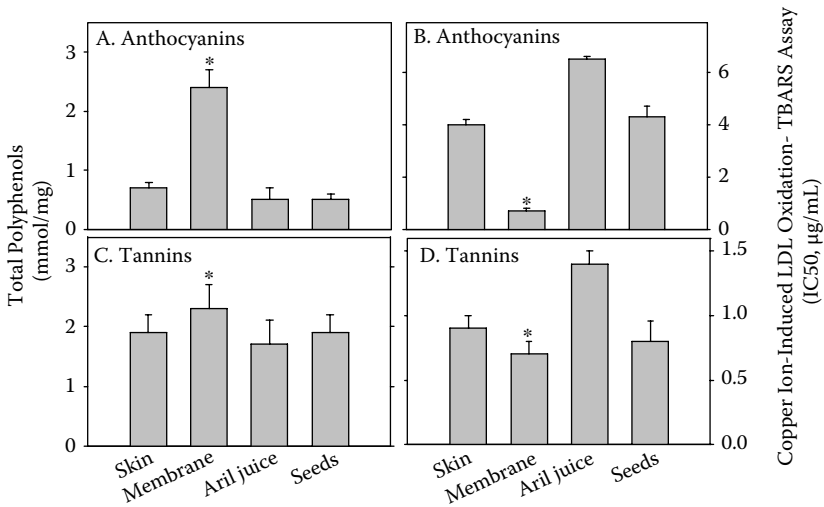 A. Anthocyanins
B. Anthocyanins
C. Tannins
D. Tannins
Total Polyphenols
(mmol/mg)
3
2
1
0
3
2
1
0
*
*
*
*
6
4
2
0
1.5
1.0
0.5
0.0
Copper Ion-Induced LDL Oxidation- TBARS Assay
(IC50, µg/mL)
Skin
Membrane
Aril juice
Seeds
Skin
Membrane
Aril juice
Seeds